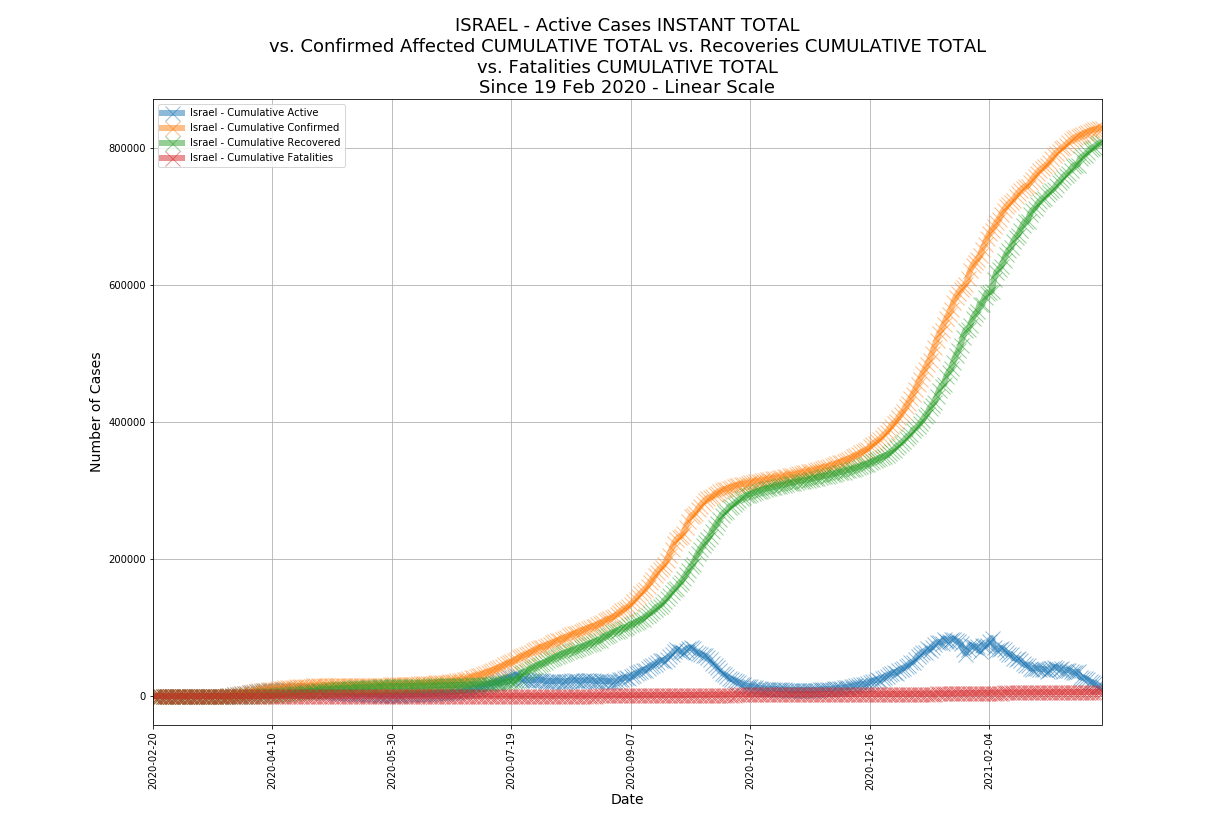 ISRAEL - Active Cases INSTANT TOTAL
vs. Confirmed Affected CUMULATIVE TOTAL vs. Recoveries CUMULATIVE TOTAL
vs. Fatalities CUMULATIVE TOTAL
Since 19 Feb 2020 - Linear Scale
Israel - Cumulative Active
Israel - Cumulative Confirmed
Israel - Cumulative Recovered
Israel - Cumulative Fatalities
Number of Cases
800000
600000
400000
200000
0
2020-02-20
2020-04-10
2020-05-30
2020-07-19
2020-09-07
2020-10-27
2020-12-16
2021-02-04
Date